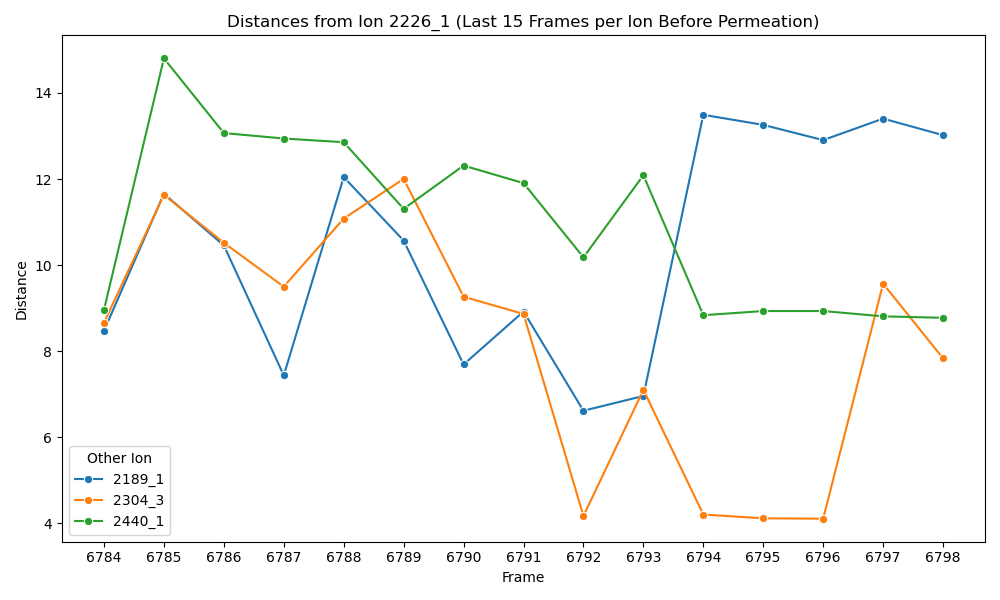 Distances from Ion 2226_1 (Last 15 Frames per Ion Before Permeation)
Distance
14
12
10
8
6
4
Other Ion
2189_1
2304_3
2440_1
6784 6785 6786 6787 6788 6789 6790 6791 6792 6793 6794 6795 6796 6797 6798
Frame